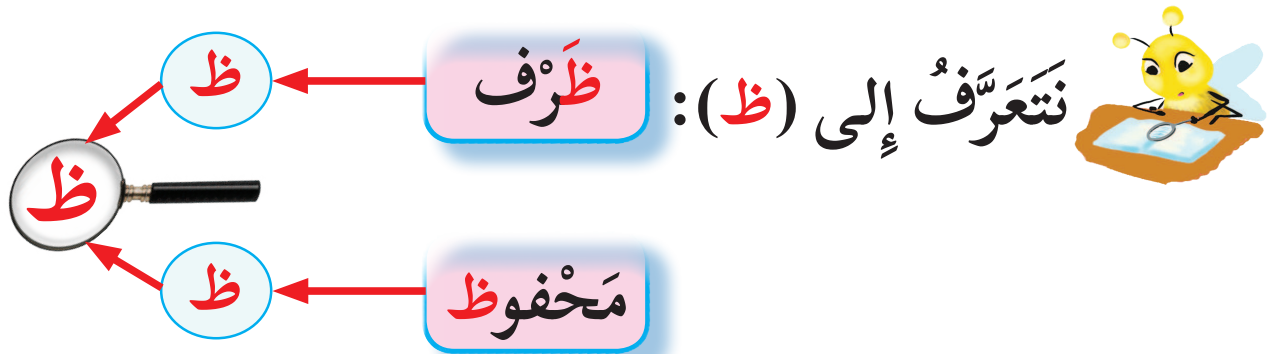 نَتَعَرَّفُ إِلى (ظ):
ظَرْف
ظ
ظ
مَحْفوظ
ظ